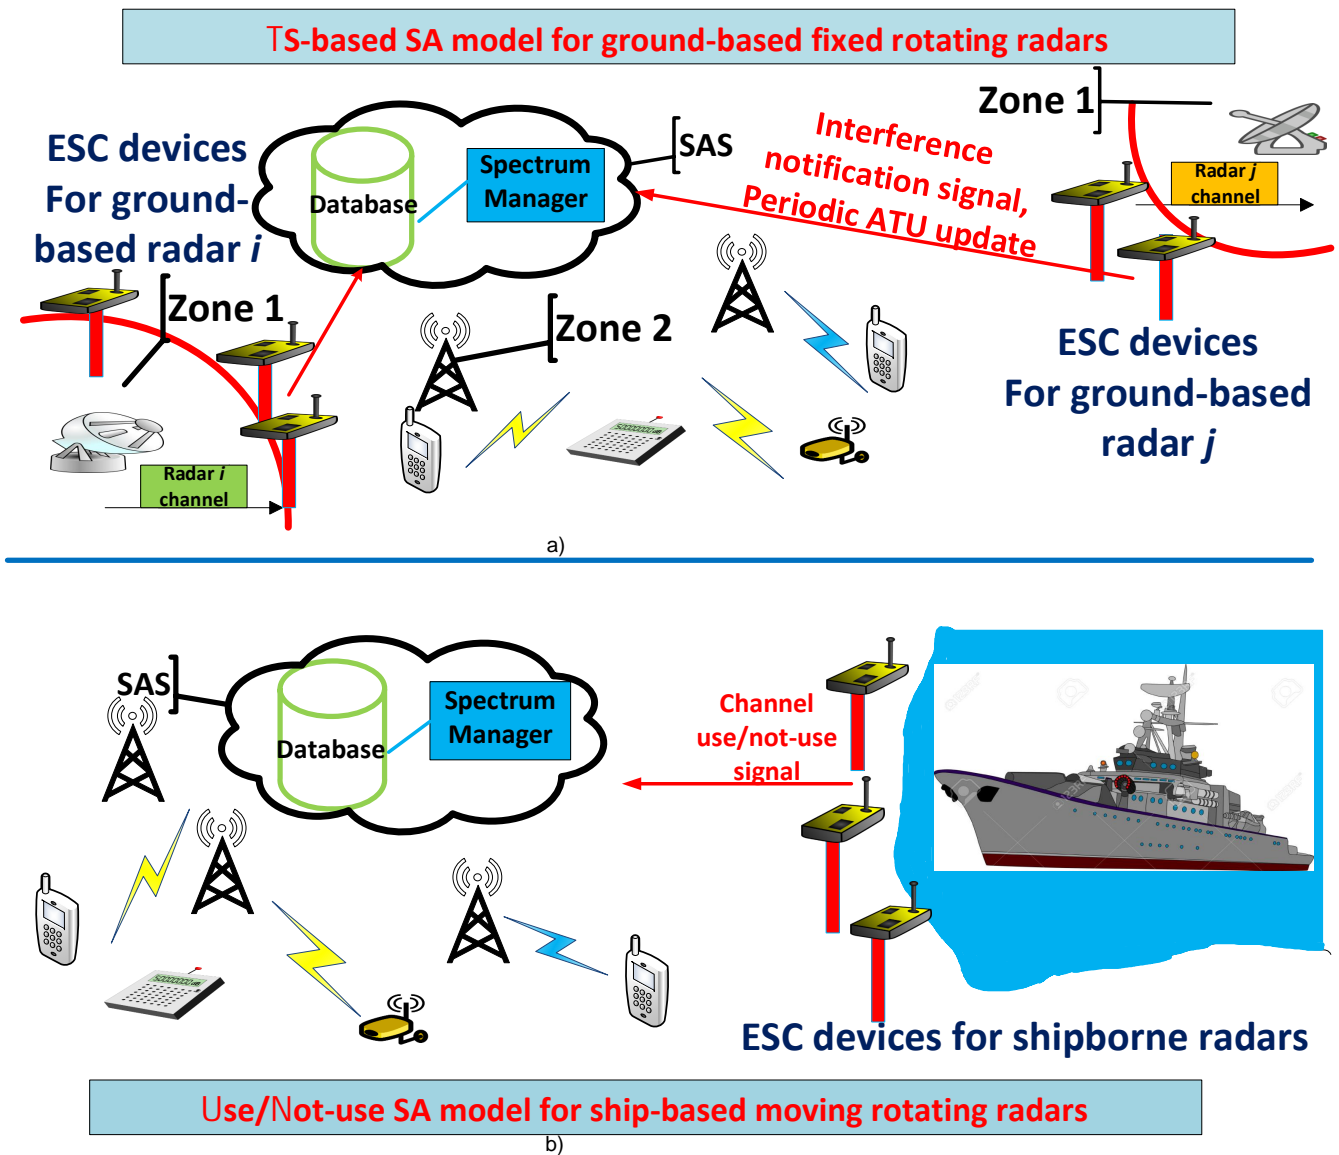 TS-based SA model for ground-based fixed rotating radars
Zone 1
SAS
Interference
notification signal,
Periodic ATU update
ESC devices
For ground-
based radar i
Spectrum
Manager
Database
Radar j
channel
Zone 1
Zone 2
ESC devices
For ground-based
radar j
Radar i
channel
a)
SAS
Spectrum
Manager
Database
Channel
use/not-use
signal
ESC devices for shipborne radars
Use/Not-use SA model for ship-based moving rotating radars
b)